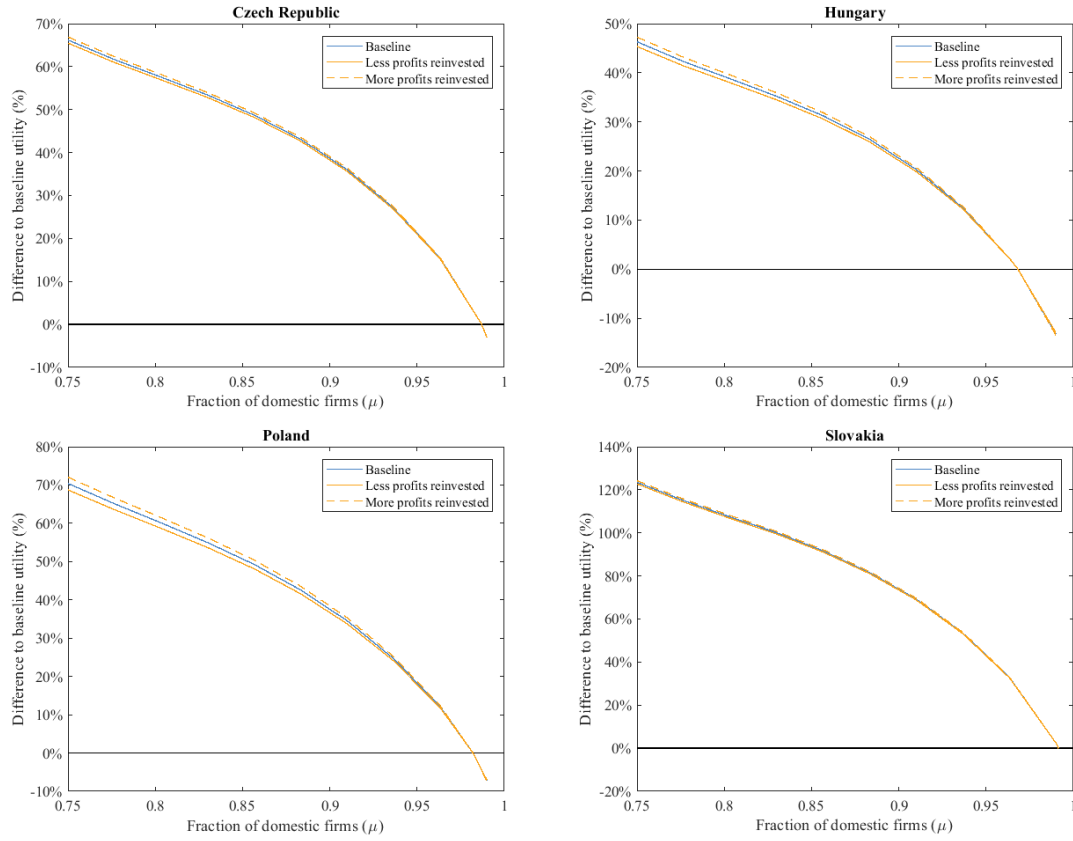 Czech Republic
Difference to baseline utility (%)
70%
60%
50%
40%
30%
20%
10%
0%
-10%
Baseline
Less profits reinvested
More profits reinvested
0.75
0.8
0.85
0.9
0.95
1
Fraction of domestic firms (μ)
Hungary
Difference to baseline utility (%)
50%
40%
30%
20%
10%
0%
-10%
-20%
Baseline
Less profits reinvested
More profits reinvested
0.75
0.8
0.85
0.9
0.95
1
Fraction of domestic firms (μ)
Poland
Difference to baseline utility (%)
80%
70%
60%
50%
40%
30%
20%
10%
0%
-10%
Baseline
Less profits reinvested
More profits reinvested
0.75
0.8
0.85
0.9
0.95
1
Fraction of domestic firms (μ)
Slovakia
Difference to baseline utility (%)
140%
120%
100%
80%
60%
40%
20%
0%
-20%
Baseline
Less profits reinvested
More profits reinvested
0.75
0.8
0.85
0.9
0.95
1
Fraction of domestic firms (μ)